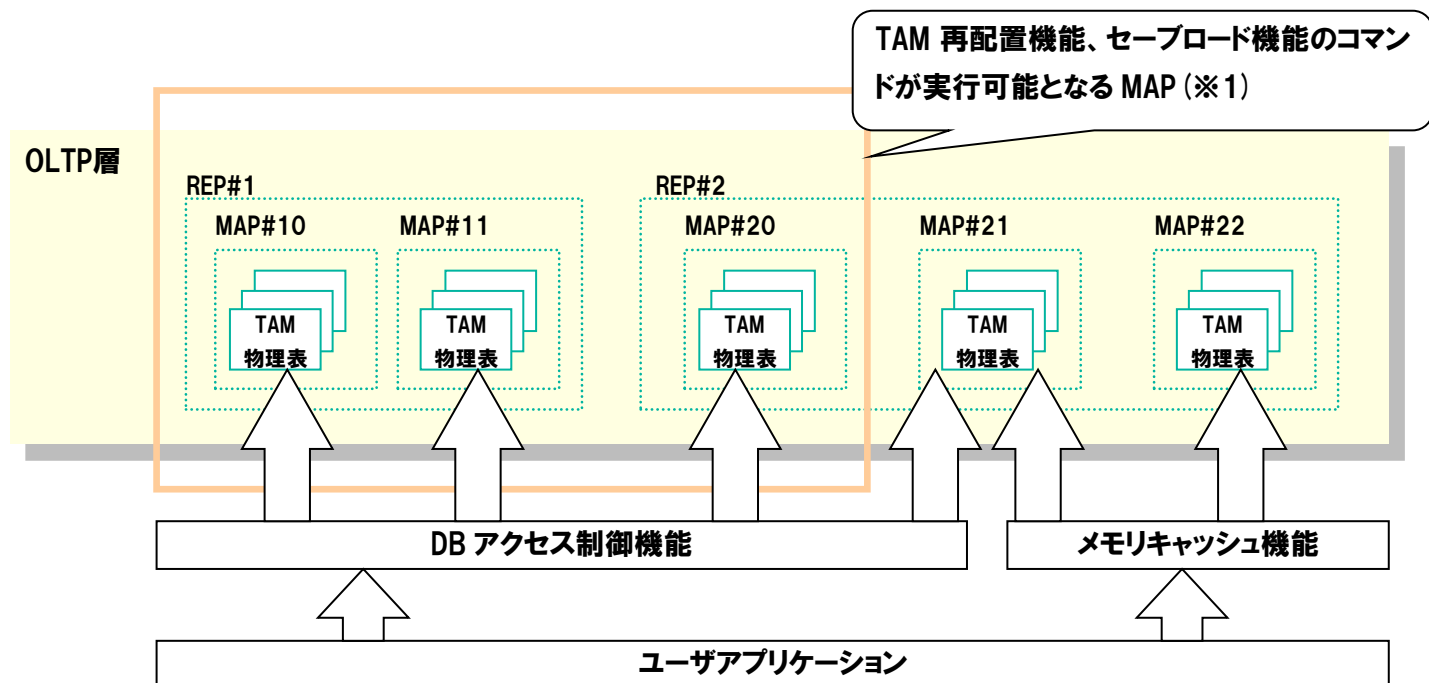 TAM 再配置機能、セーブロード機能のコマン
ドが実行可能となる MAP (※1)
OLTP層
REP#1
REP#2
MAP#10
MAP#11
MAP#20
MAP#21
MAP#22
TAM
物理表
TAM
物理表
TAM
物理表
TAM
物理表
TAM
物理表
DB アクセス制御機能
メモリキャッシュ機能
ユーザアプリケーション